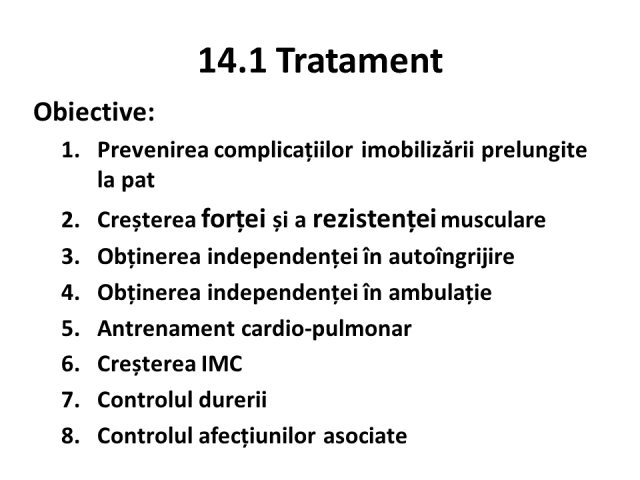 14.1 Tratament
Obiective:
1. Prevenirea complicațiilor imobilizării prelungite
la pat
2. Creșterea forței și a rezistenței musculare
3. Obținerea independenței în autoîngrijire
4. Obținerea independenței în ambulație
5. Antrenament cardio-pulmonar
6. Creșterea IMC
7. Controlul durerii
8. Controlul afecțiunilor asociate